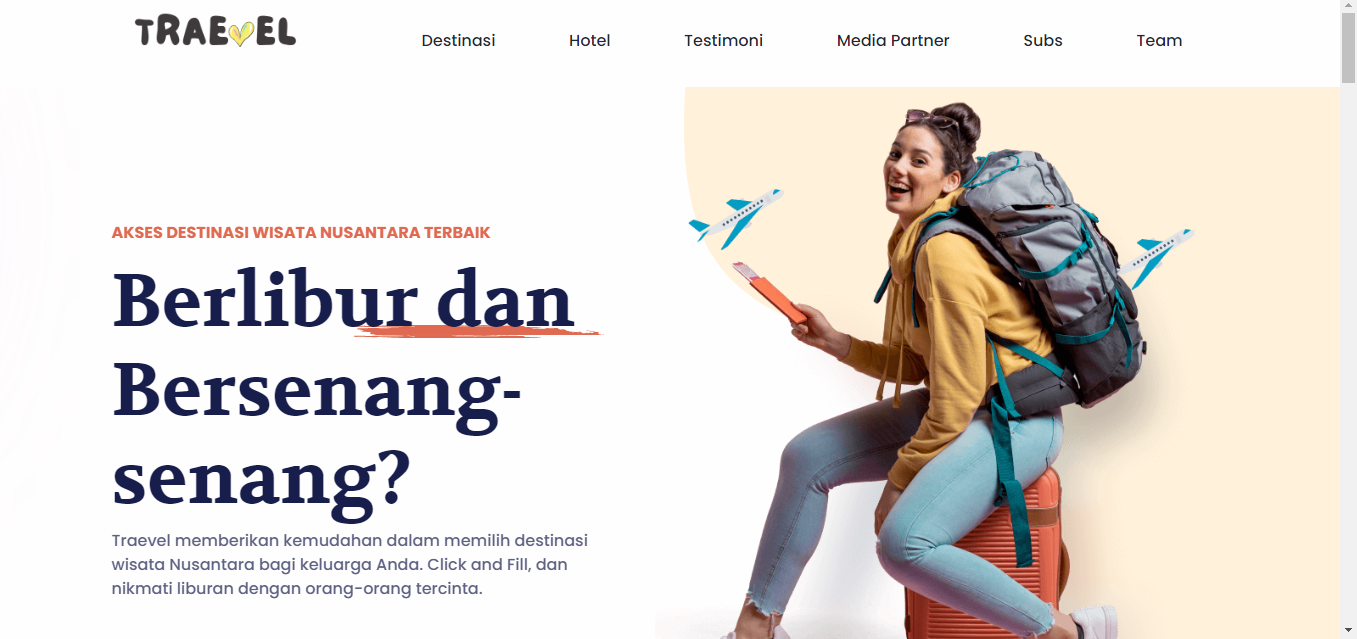 TRAEVEL
Destinasi
Hotel
Testimoni
Media Partner
Subs
Team
AKSES DESTINASI WISATA NUSANTARA TERBAIK
Berlibur dan
Bersenang-
senang?
Traevel memberikan kemudahan dalam memilih destinasi
wisata Nusantara bagi keluarga Anda. Click and Fill, dan
nikmati liburan dengan orang-orang tercinta.